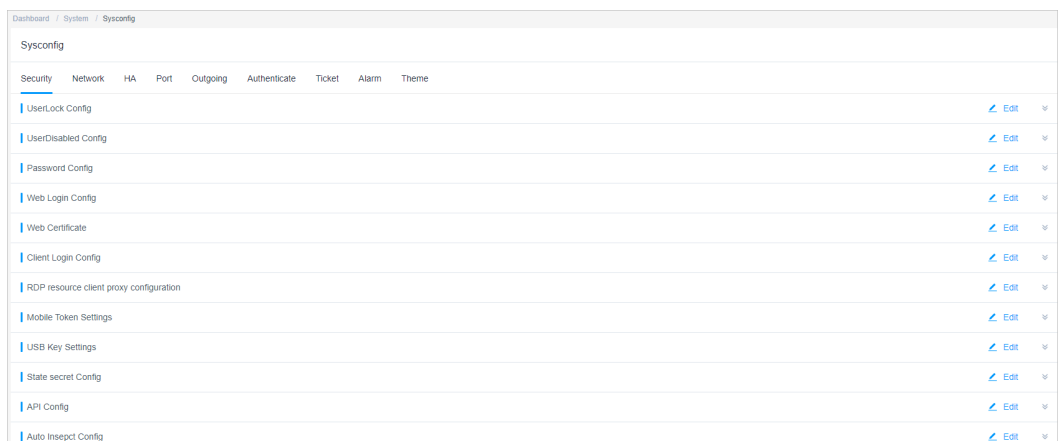 Dashboard / System / Sysconfig
Sysconfig
Security Network HA Port Outgoing Authenticate Ticket Alarm Theme
UserLock Config Edit
UserDisabled Config Edit
Password Config Edit
Web Login Config Edit
Web Certificate Edit
Client Login Config Edit
RDP resource client proxy configuration Edit
Mobile Token Settings Edit
USB Key Settings Edit
State secret Config Edit
API Config Edit
Auto Insepct Config Edit